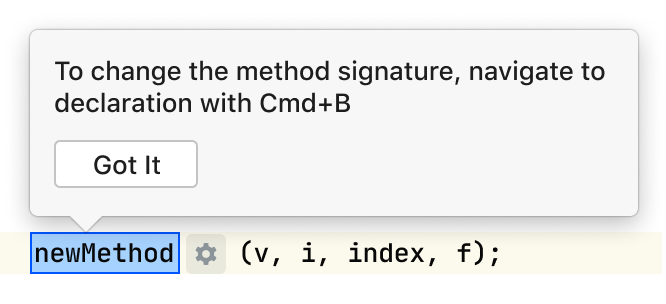 To change the method signature, navigate to
declaration with Cmd+B
Got It
newMethod (v, i, index, f);